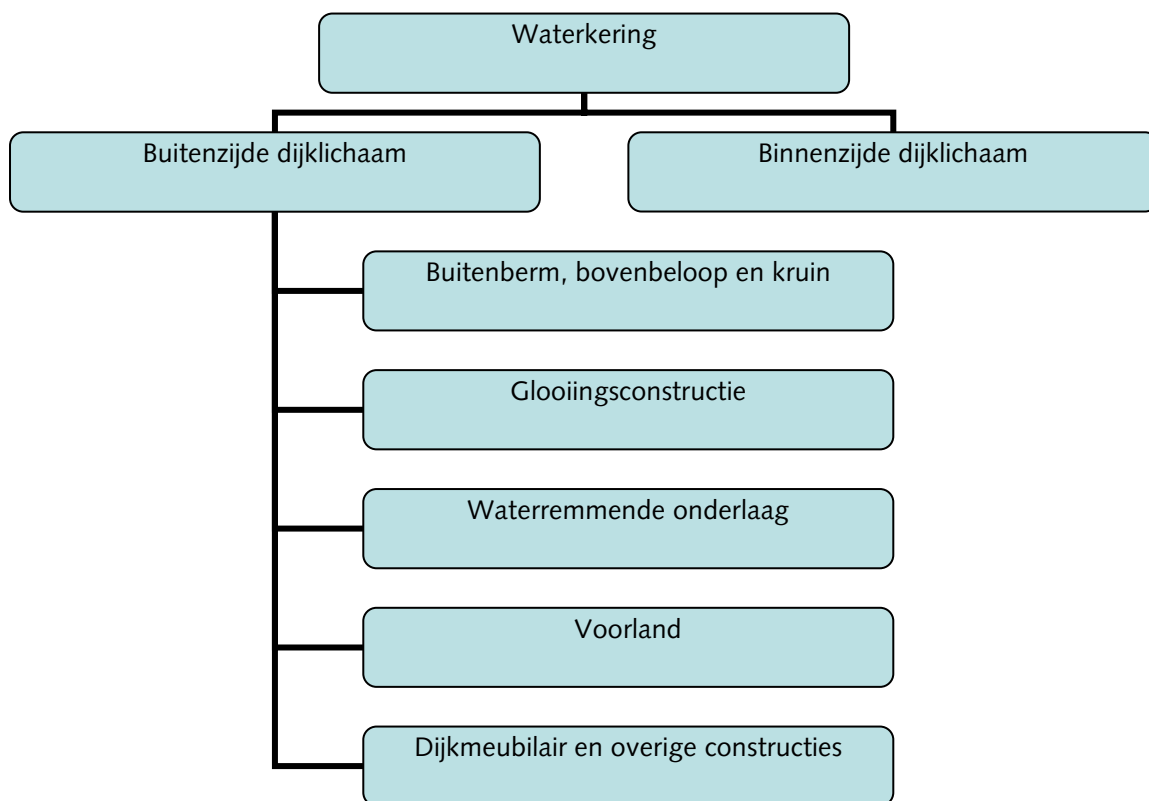 Waterkering
Buitenzijde dijklichaam
Binnenzijde dijklichaam
Buitenberm, bovenbeloop en kruin
Glooiingsconstructie
Waterremmende onderlaag
Voorland
Dijkmeubilair en overige constructies